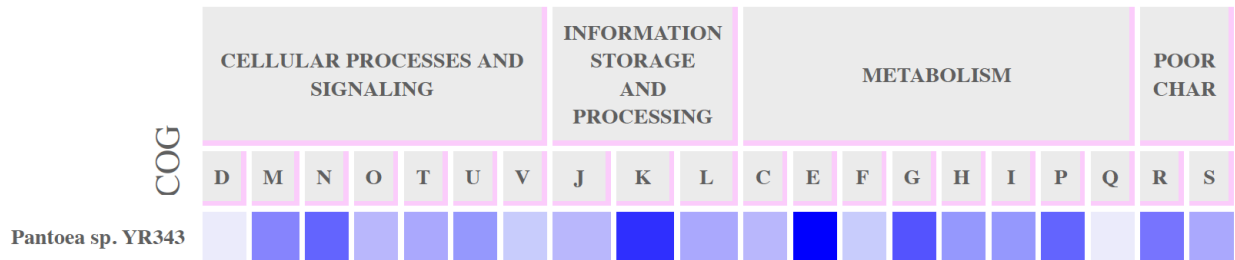 CELLULAR PROCESSES AND
SIGNALING
INFORMATION
STORAGE
AND
PROCESSING
METABOLISM
POOR
CHAR
COG
D M N O T U V J K L C E F G H I P Q R S
Pantoea sp. YR343